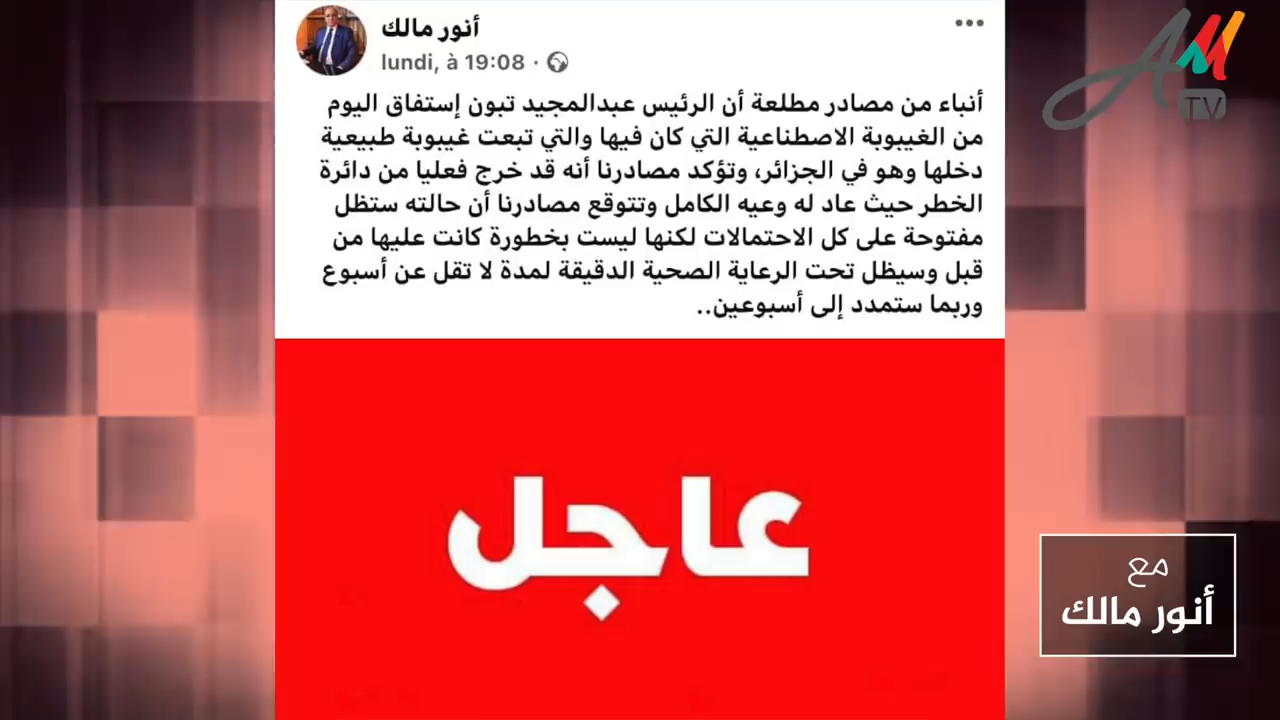 أنور مالك
lundi, à 19:08 ·
أنباء من مصادر مطلعة أن الرئيس عبدالمجيد تبون إستفاق اليوم
من الغيبوبة الاصطناعية التي كان فيها والتي تبعت غيبوبة طبيعية
دخلها وهو في الجزائر، وتؤكد مصادرنا أنه قد خرج فعليا من دائرة
الخطر حيث عاد له وعيه الكامل وتتوقع مصادرنا أن حالته ستظل
مفتوحة على كل الاحتمالات لكنها ليست بخطورة كانت عليها من
قبل وسيظل تحت الرعاية الصحية الدقيقة لمدة لا تقل عن أسبوع
وربما ستمدد إلى أسبوعين..
عاجل
AM
TV
مع
أنور مالك